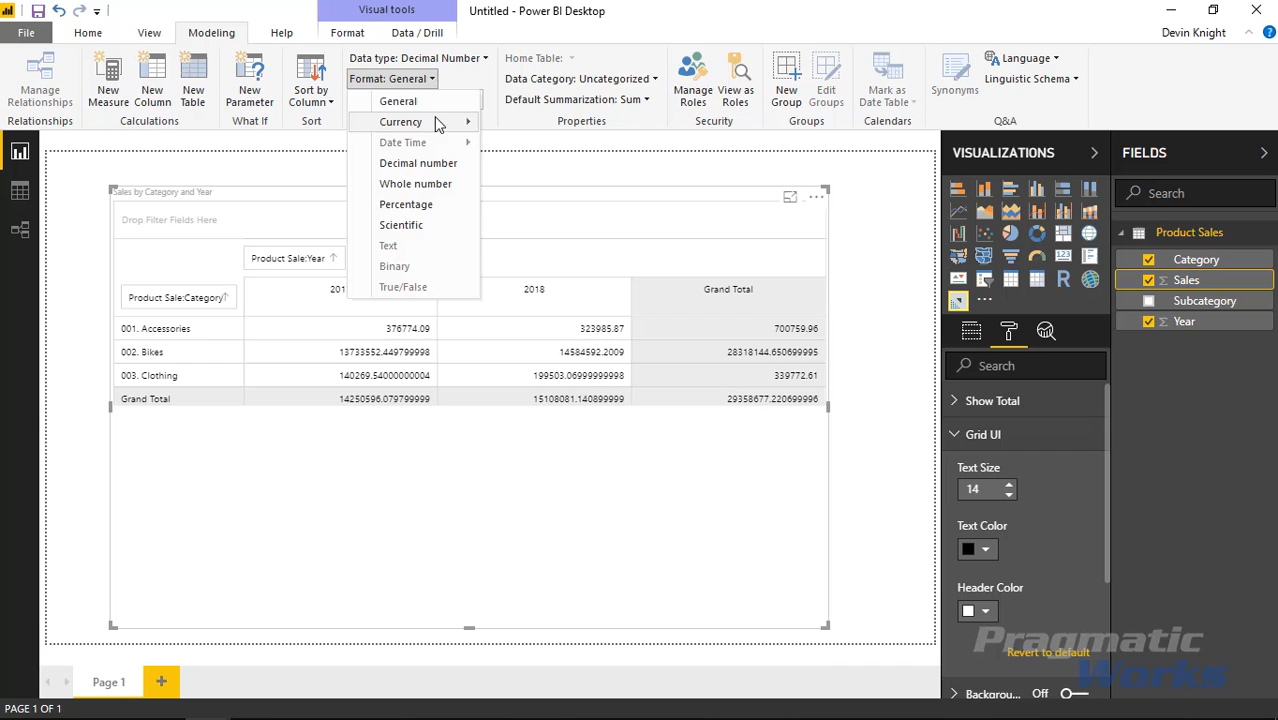 Visual tools
Untitled - Power BI Desktop
File
Home
View
Modeling
Help
Format
Data / Drill
Devin Knight
Manage
Relationships
Relationships
New
Measure
New
Column
New
Table
Calculations
New
Parameter
What If
Sort by
Column
Sort
Data type: Decimal Number
Format: General
General
Currency
Date Time
Decimal number
Whole number
Percentage
Scientific
Text
Binary
True/False
Home Table:
Data Category: Uncategorized
Default Summarization: Sum
Properties
Manage
Roles
View as
Roles
Security
New
Group
Edit
Groups
Groups
Mark as
Date Table
Calendars
Synonyms
Language
Linguistic Schema
Q&A
Sales by Category and Year
Drop Filter Fields Here
Product Sale:Year
Product Sale:Category
201
2018
Grand Total
001. Accessories 376774.09 323985.87 700759.96
002. Bikes 13733552.449799998 14584592.2009 28318144.650699995
003. Clothing 140269.54000000004 199503.06999999998 339772.61
Grand Total 14250596.079799999 15108081.140899999 29358677.220699996
VISUALIZATIONS
R
123
Search
Show Total
Grid UI
Text Size
14
Text Color
Header Color
Revert to default
Backgrou... Off
FIELDS
Search
Product Sales
Category
Sales
Subcategory
Year
Pragmatic
Works
Page 1
PAGE 1 OF 1